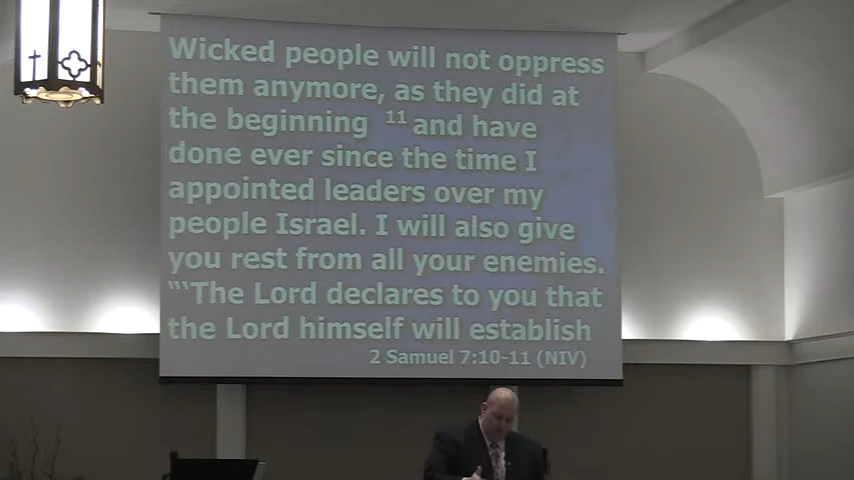 Wicked people will not oppress
them anymore, as they did at
the beginning 11 and have
done ever since the time I
appointed leaders over my
people Israel. I will also give
you rest from all your enemies.
“‘The Lord declares to you that
the Lord himself will establish
2 Samuel 7:10-11 (NIV)